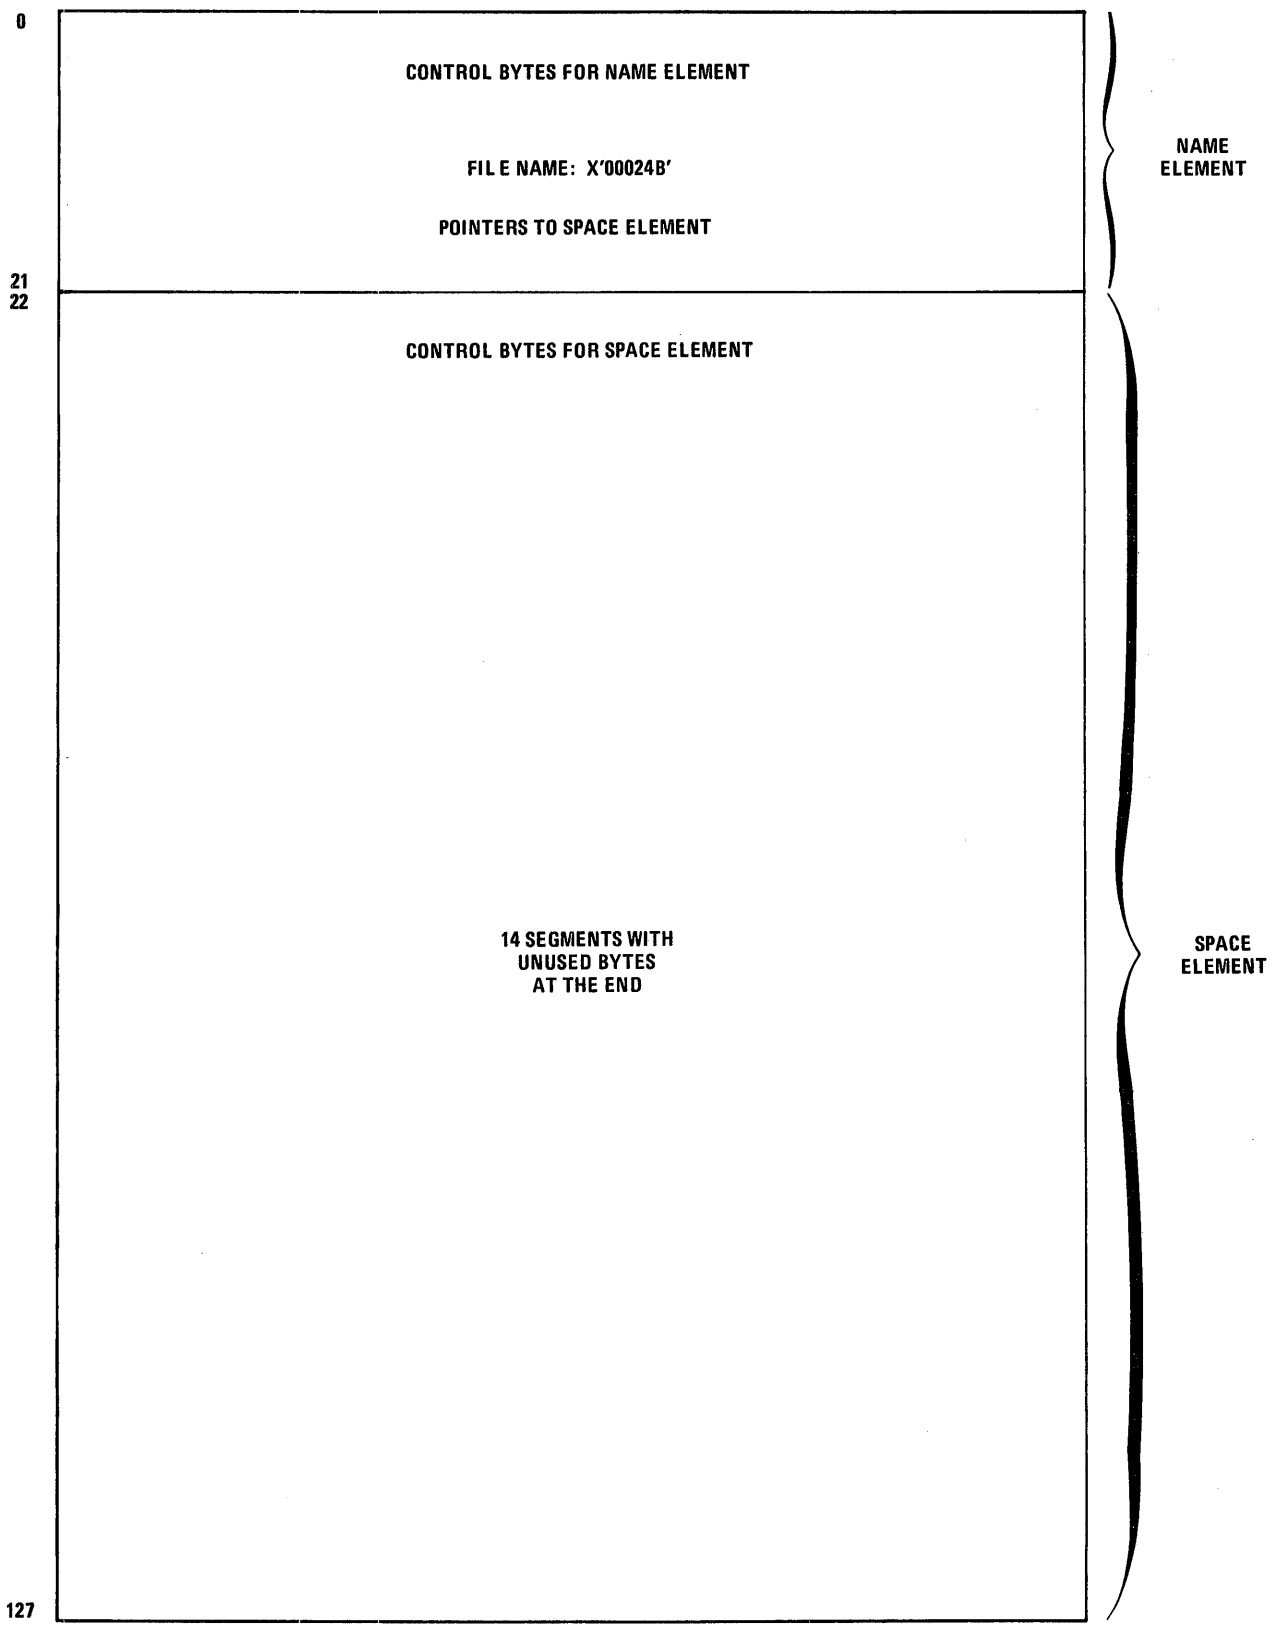 0
CONTROL BYTES FOR NAME ELEMENT
FILE NAME: X'00024B'
POINTERS TO SPACE ELEMENT
NAME
ELEMENT
21
22
CONTROL BYTES FOR SPACE ELEMENT
14 SEGMENTS WITH
UNUSED BYTES
AT THE END
SPACE
ELEMENT
127